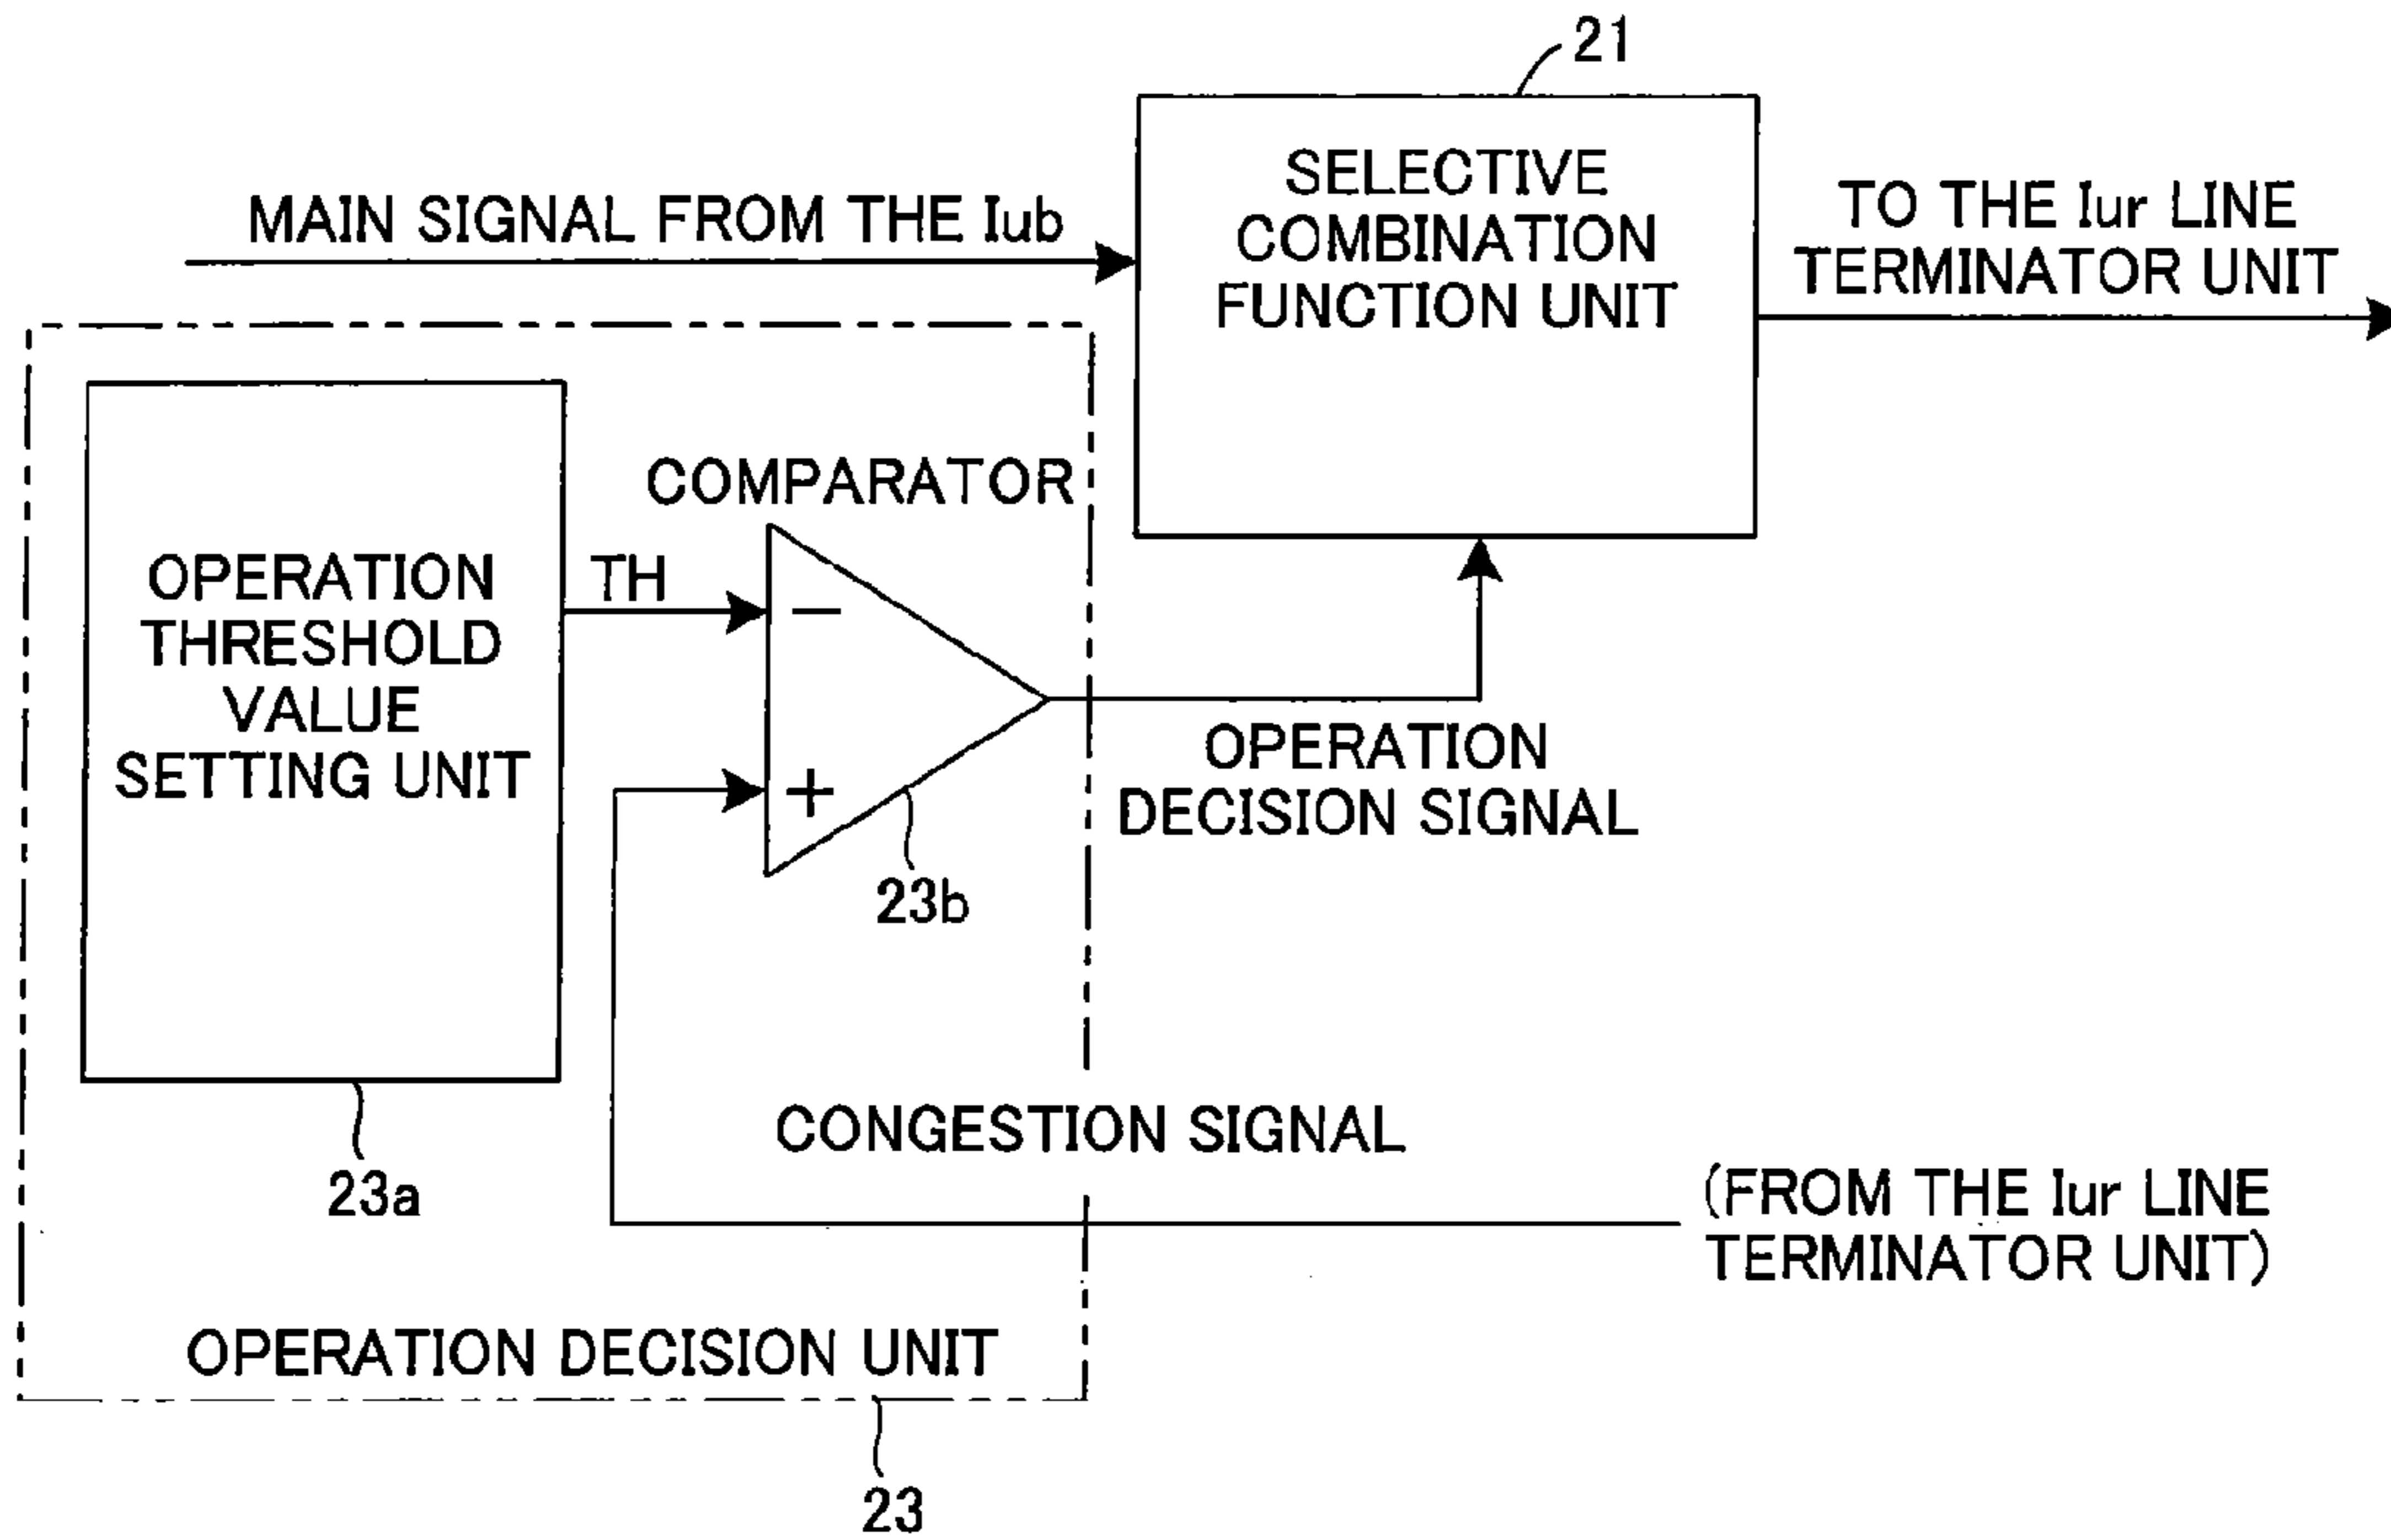 21
SELECTIVE
COMBINATION
FUNCTION UNIT
MAIN SIGNAL FROM THE Iub
TO THE Iur LINE
TERMINATOR UNIT
COMPARATOR
OPERATION
THRESHOLD
VALUE
SETTING UNIT
TH
−
+
23b
OPERATION
DECISION SIGNAL
23a
CONGESTION SIGNAL
(FROM THE Iur LINE
TERMINATOR UNIT)
OPERATION DECISION UNIT
23